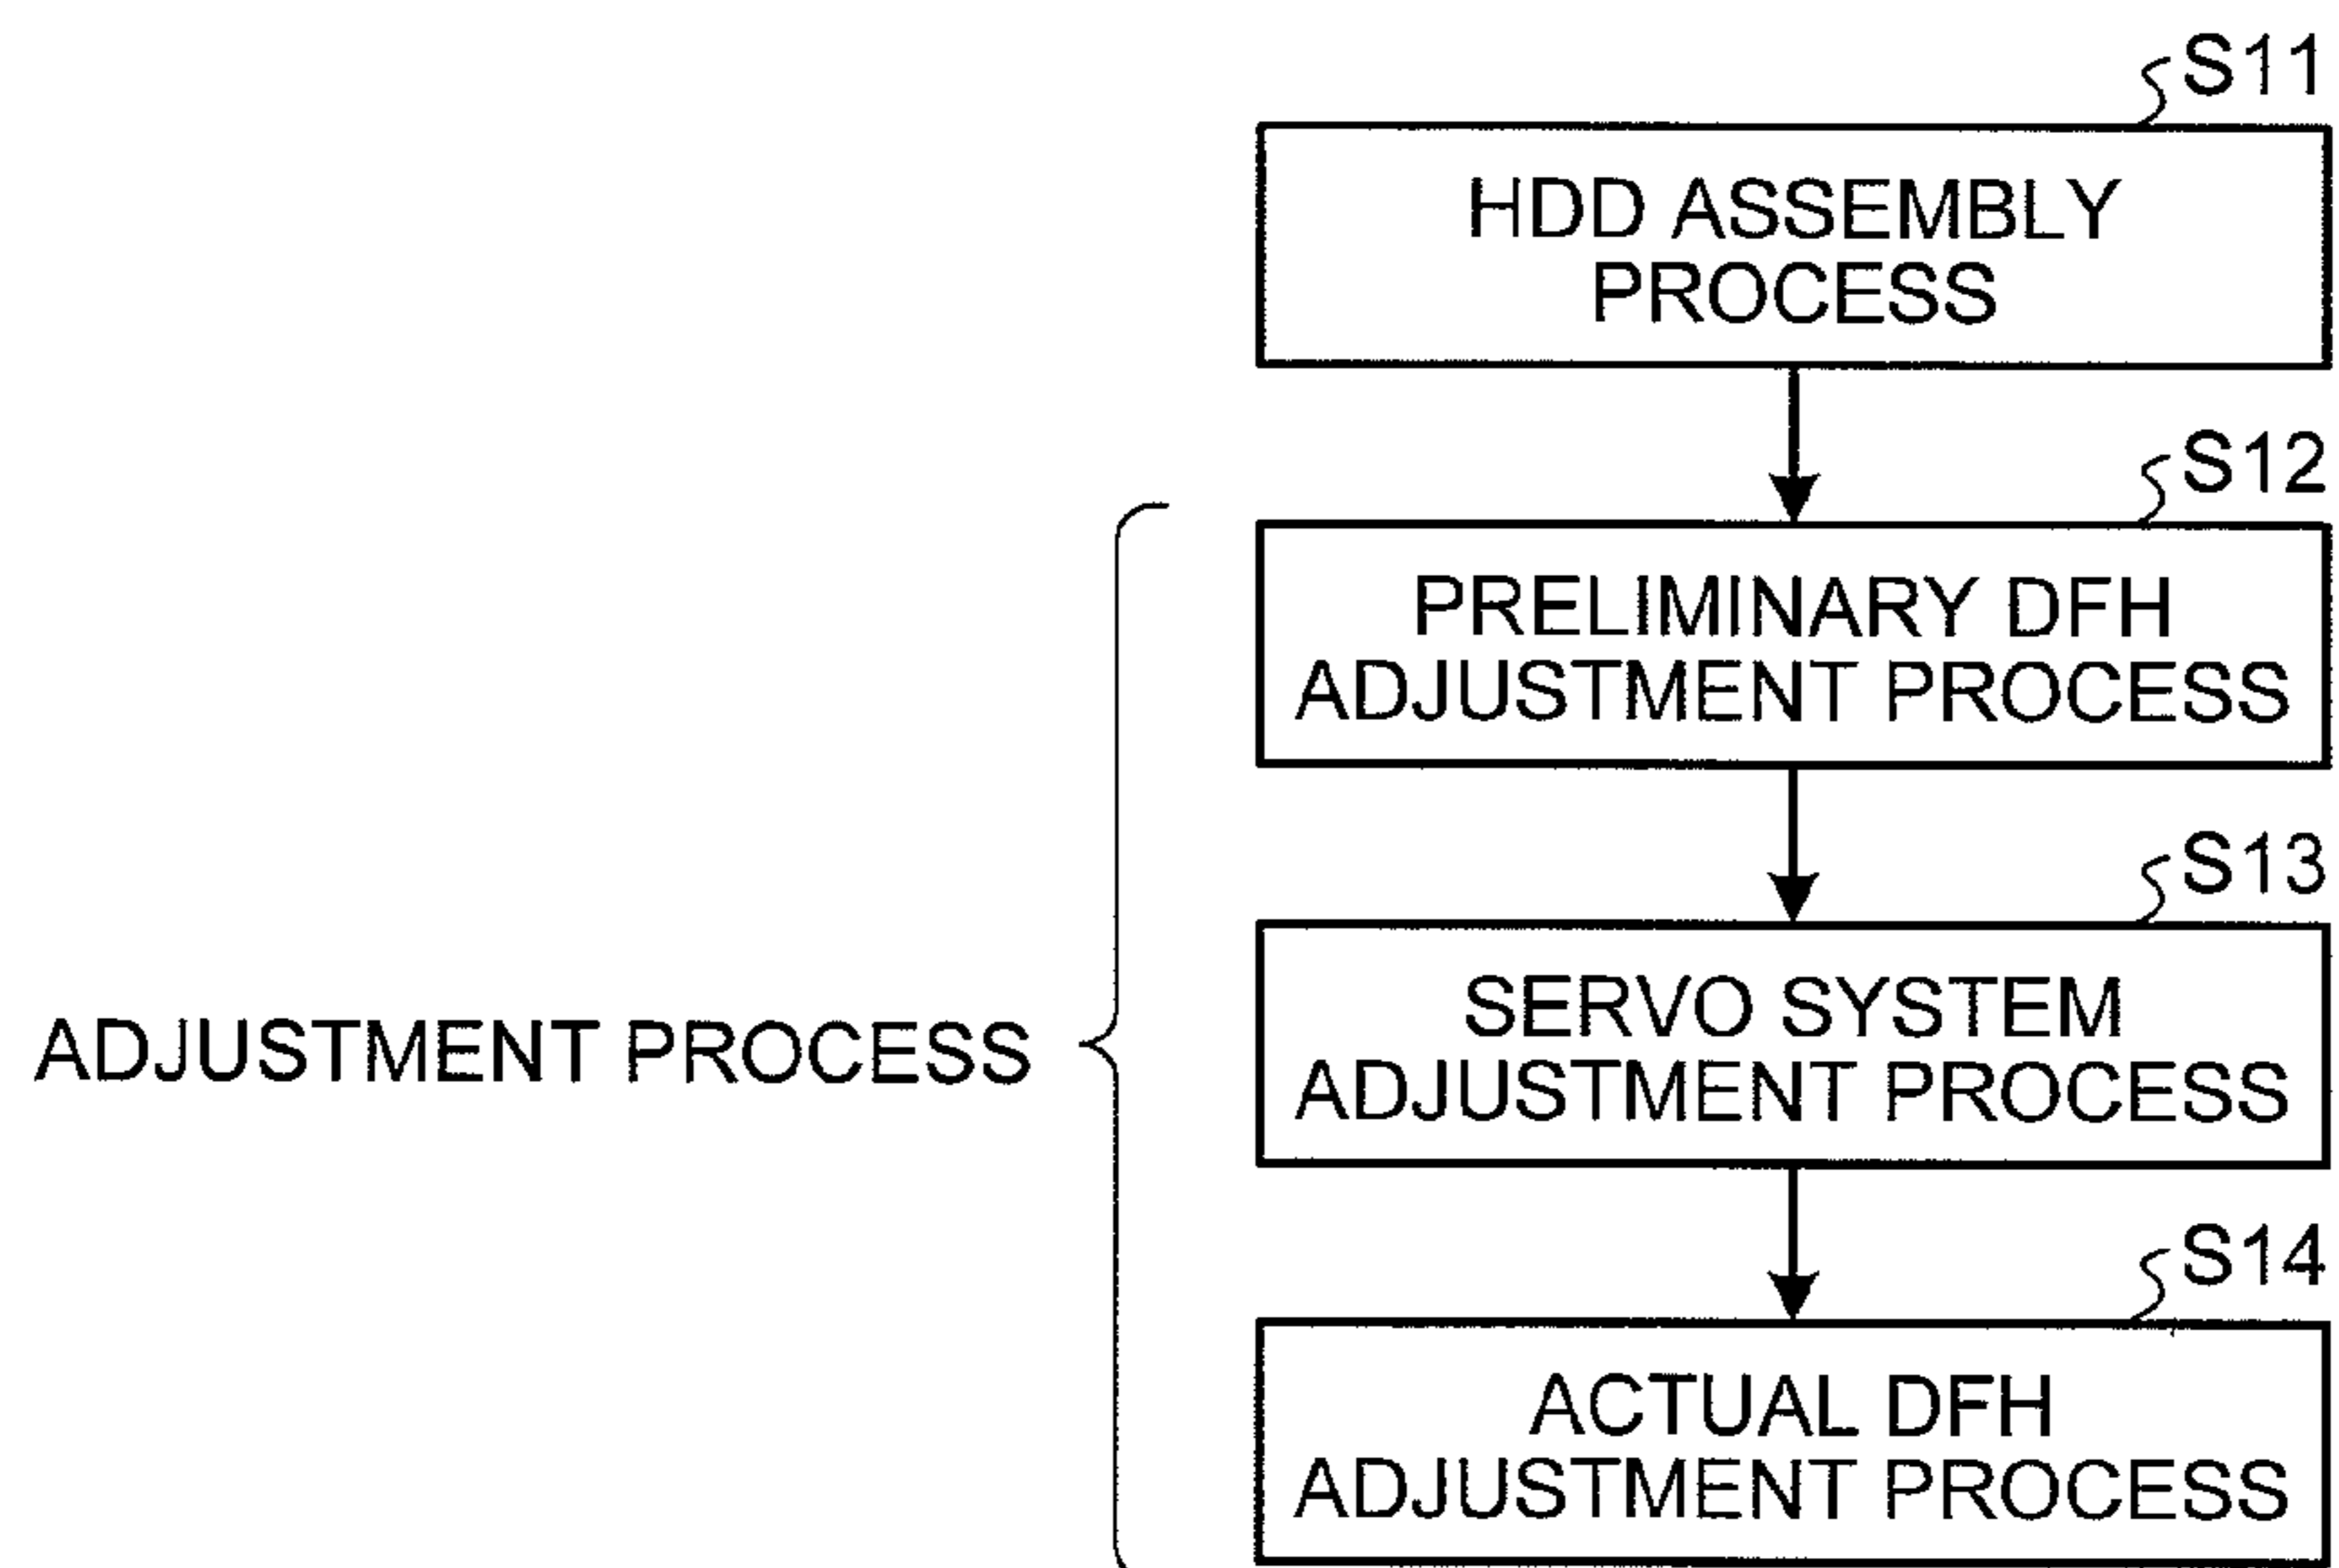 S11
HDD ASSEMBLY
PROCESS
S12
PRELIMINARY DFH
ADJUSTMENT PROCESS
S13
SERVO SYSTEM
ADJUSTMENT PROCESS
ADJUSTMENT PROCESS
S14
ACTUAL DFH
ADJUSTMENT PROCESS